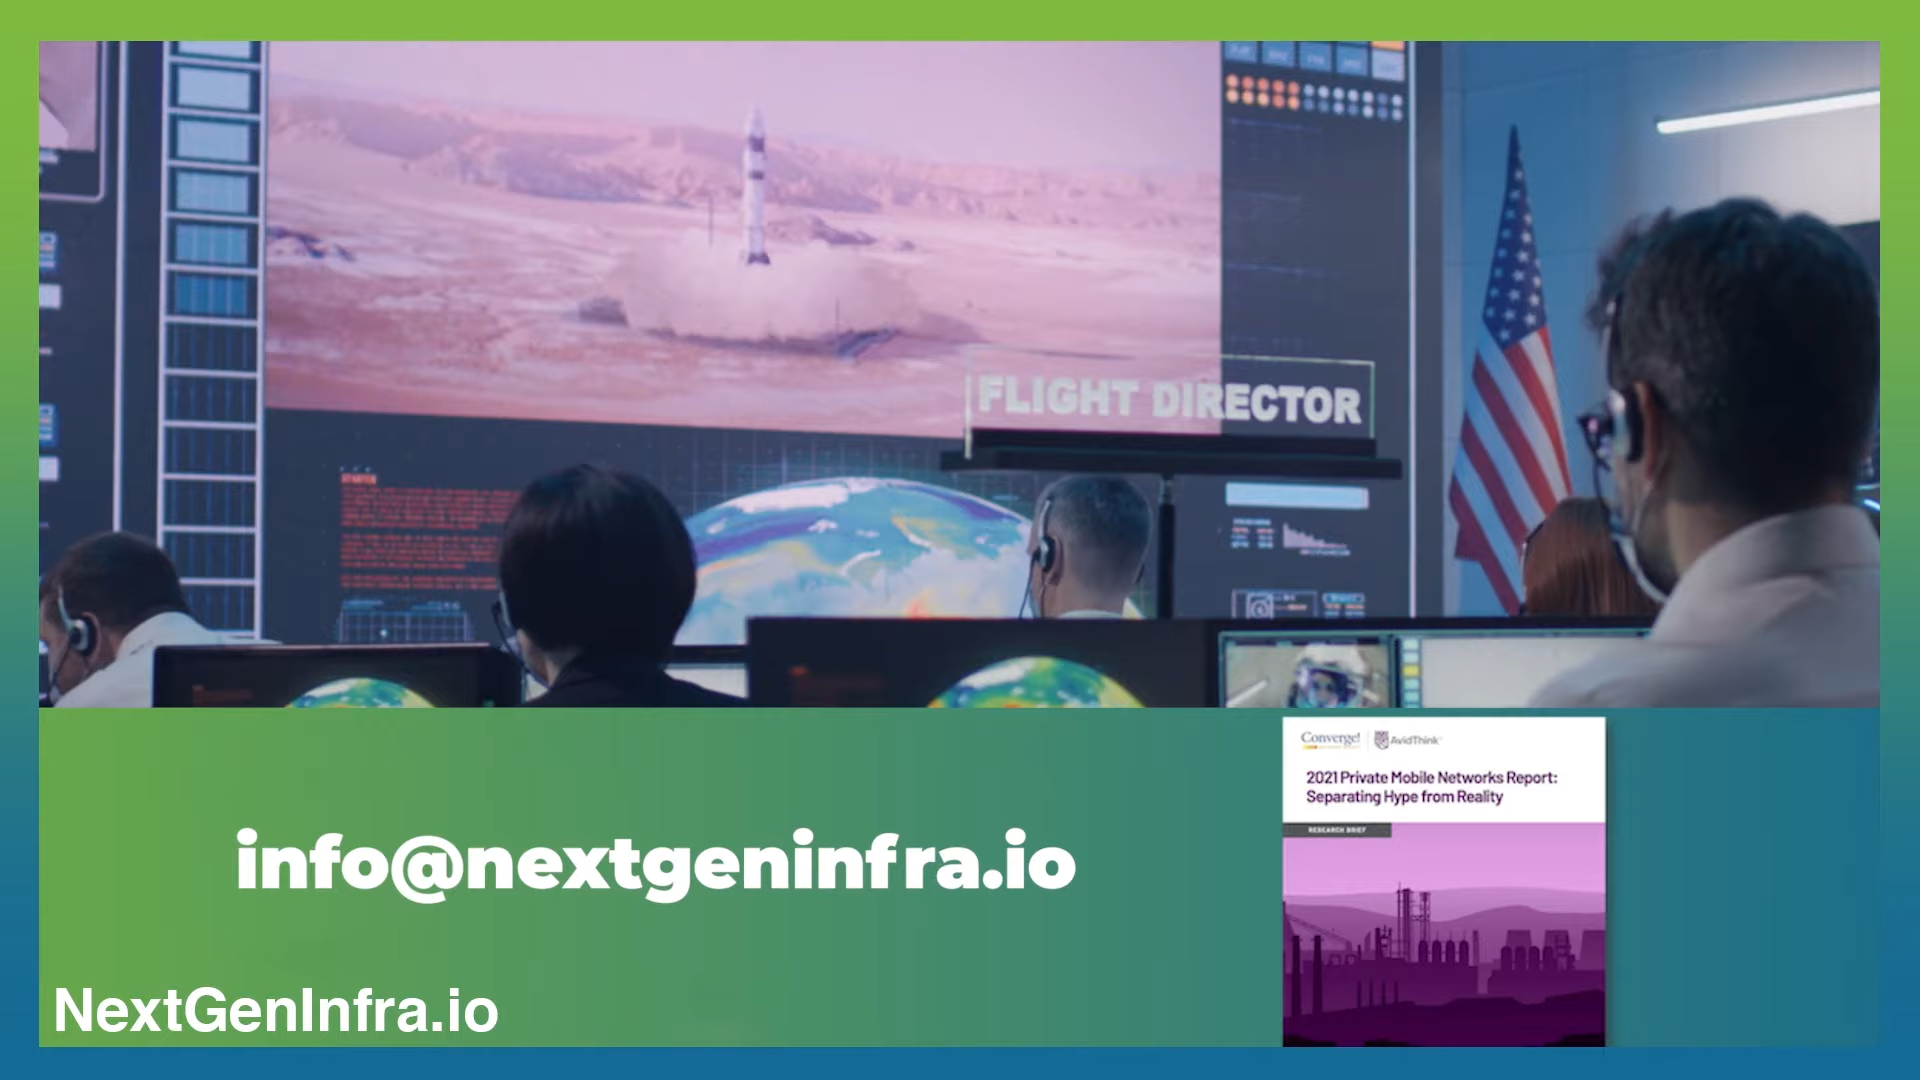 FLIGHT DIRECTOR
Converge! AvidThink
2021 Private Mobile Networks Report:
Separating Hype from Reality
RESEARCH BRIEF
info@nextgeninfra.io
NextGenInfra.io